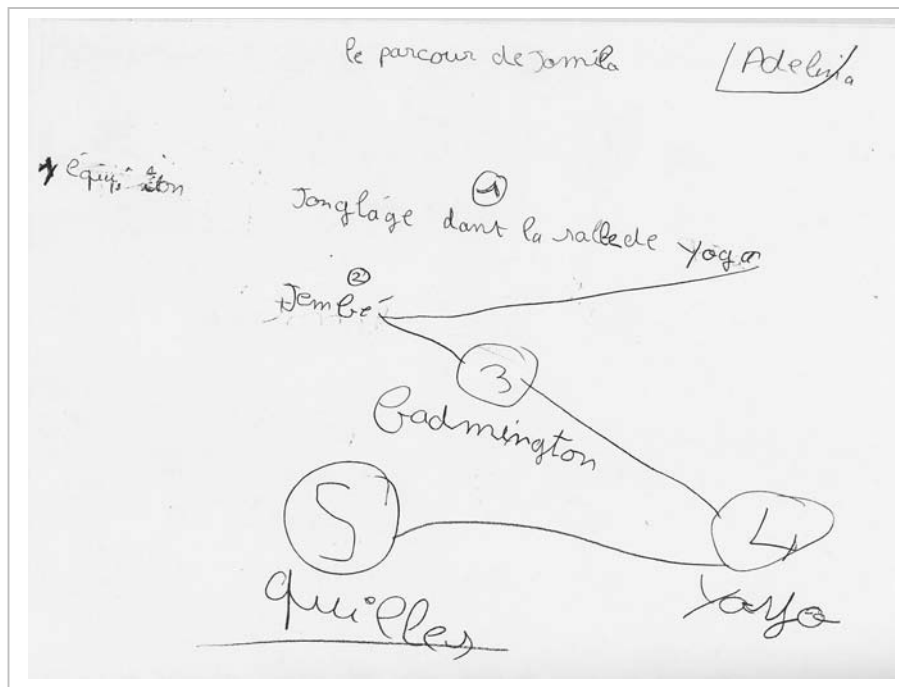 le parcour de Jamila
Adelina
équitation
1
Jonglage dant la salle de yoga
2
Jembé
3
badmington
5
4
quilles
yoyo